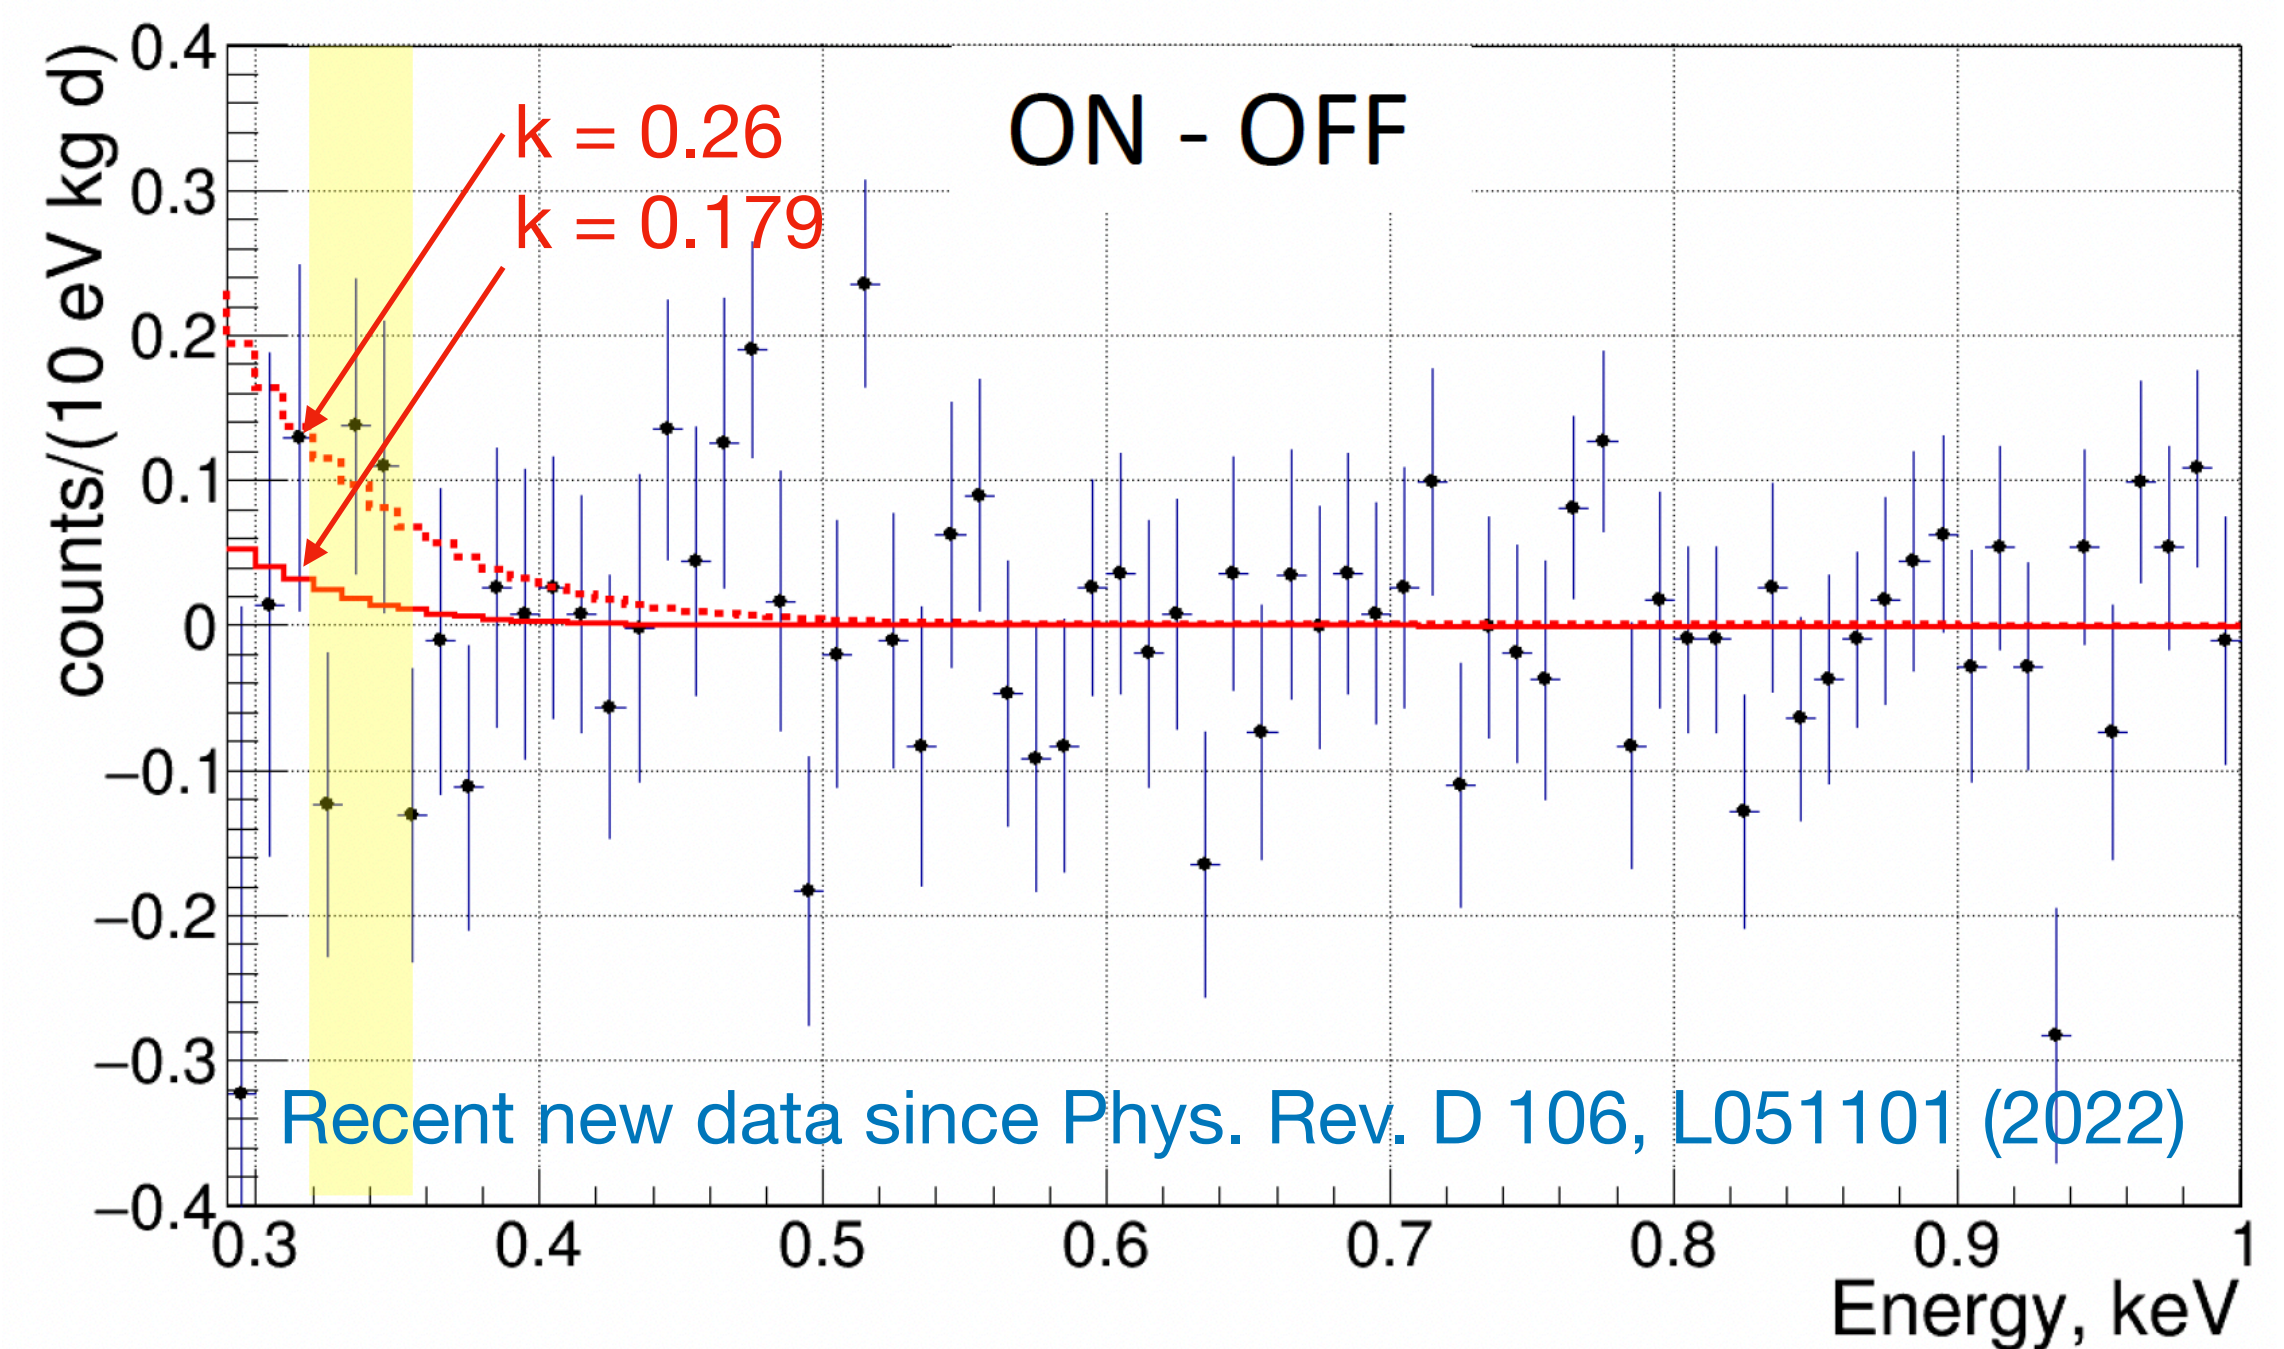 counts/(10 eV kg d)
0.4
0.3
0.2
0.1
0
−0.1
−0.2
−0.3
−0.4
ON - OFF
k = 0.26
k = 0.179
Recent new data since Phys. Rev. D 106, L051101 (2022)
0.3 0.4 0.5 0.6 0.7 0.8 0.9 1
Energy, keV